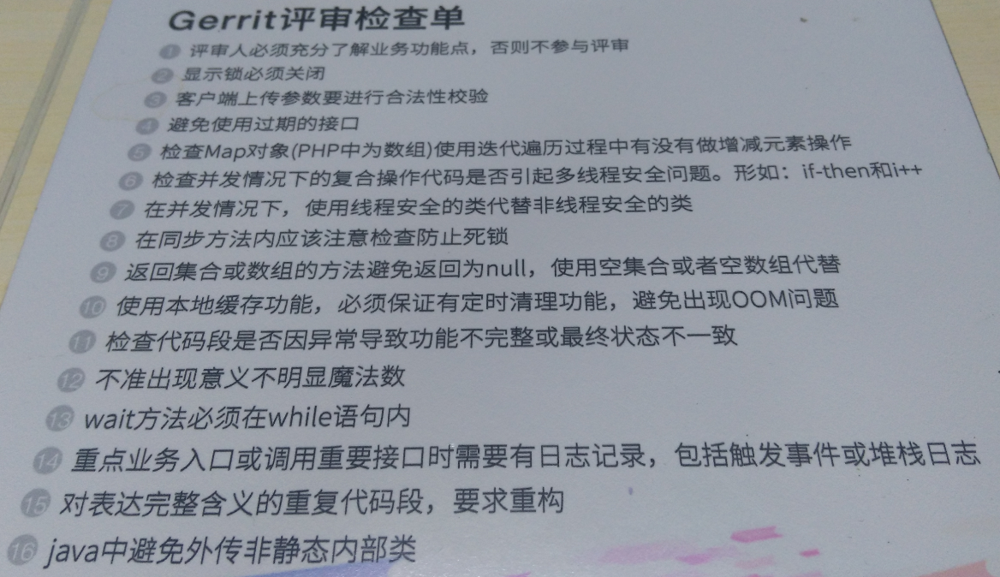 Gerrit评审检查单
1 评审人必须充分了解业务功能点，否则不参与评审
2 显示锁必须关闭
3 客户端上传参数要进行合法性校验
4 避免使用过期的接口
5 检查Map对象(PHP中为数组)使用迭代遍历过程中有没有做增减元素操作
6 检查并发情况下的复合操作代码是否引起多线程安全问题。形如：if-then和i++
7 在并发情况下，使用线程安全的类代替非线程安全的类
8 在同步方法内应该注意检查防止死锁
9 返回集合或数组的方法避免返回为null，使用空集合或者空数组代替
10 使用本地缓存功能，必须保证有定时清理功能，避免出现OOM问题
11 检查代码段是否因异常导致功能不完整或最终状态不一致
12 不准出现意义不明显魔法数
13 wait方法必须在while语句内
14 重点业务入口或调用重要接口时需要有日志记录，包括触发事件或堆栈日志
15 对表达完整含义的重复代码段，要求重构
16 java中避免外传非静态内部类